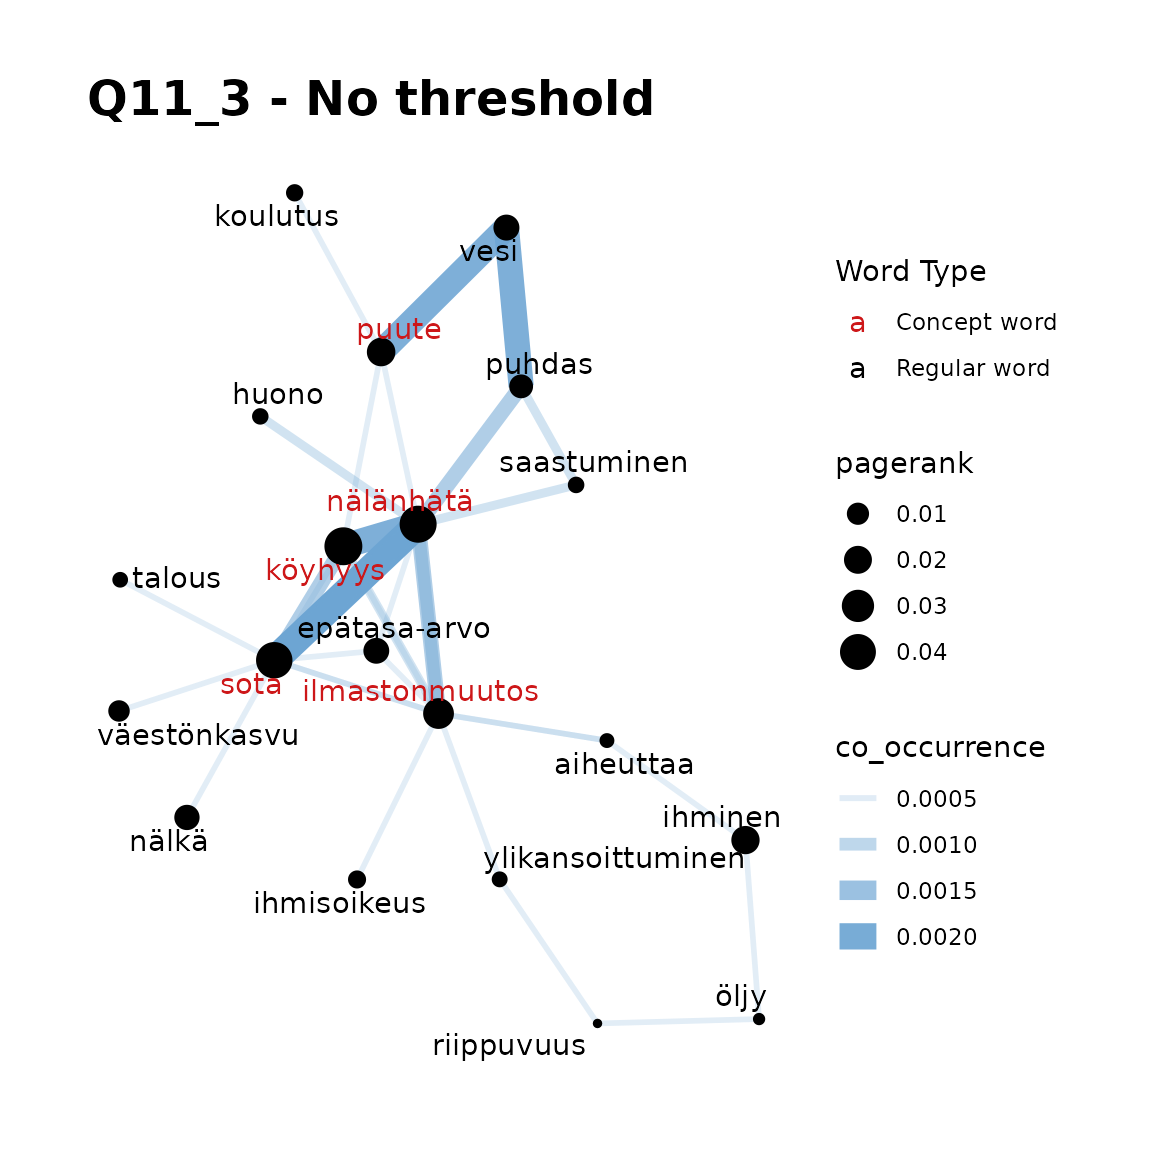 Q11_3 - No threshold
koulutus
vesi
puute
puhdas
huono
saastuminen
nälänhätä
köyhyys
talous
epätasa-arvo
sota
ilmastonmuutos
väestönkasvu
aiheuttaa
nälkä
ihminen
ylikansoittuminen
ihmisoikeus
öljy
riippuvuus
Word Type
a Concept word
a Regular word
pagerank
0.01
0.02
0.03
0.04
co_occurrence
0.0005
0.0010
0.0015
0.0020